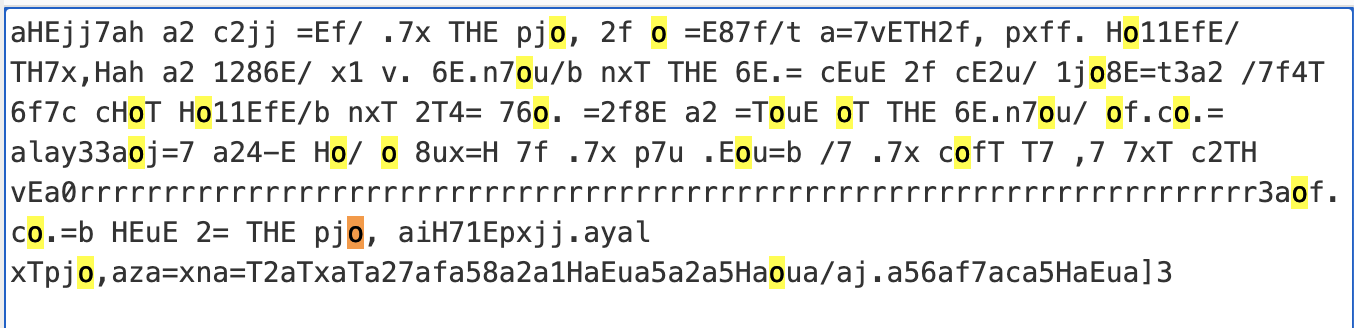 aHEjj7ah a2 c2jj =Ef/ .7x THE pjo, 2f o =E87f/t a=7vETH2f, pxff. Ho11EfE/
TH7x,Hah a2 1286E/ x1 v. 6E.n7ou/b nxT THE 6E.= cEuE 2f cE2u/ 1jo8E=t3a2 /7f4T
6f7c cHoT Ho11EfE/b nxT 2T4= 76o. =2f8E a2 =TouE oT THE 6E.n7ou/ of.co.=
alay33aoj=7 a24-E Ho/ o 8ux=H 7f .7x p7u .Eou=b /7 .7x cofT T7 ,7 7xT c2TH
vEa0rrrrrrrrrrrrrrrrrrrrrrrrrrrrrrrrrrrrrrrrrrrrrrrrrrrrrrrrrrrrrrrrrrrrrr3aof.
co.=b HEuE 2= THE pjo, aiH71Epxjj.ayal
xTpjo,aza=xna=T2aTxaTa27afa58a2a1HaEua5a2a5Haoua/aj.a56af7aca5HaEua]3